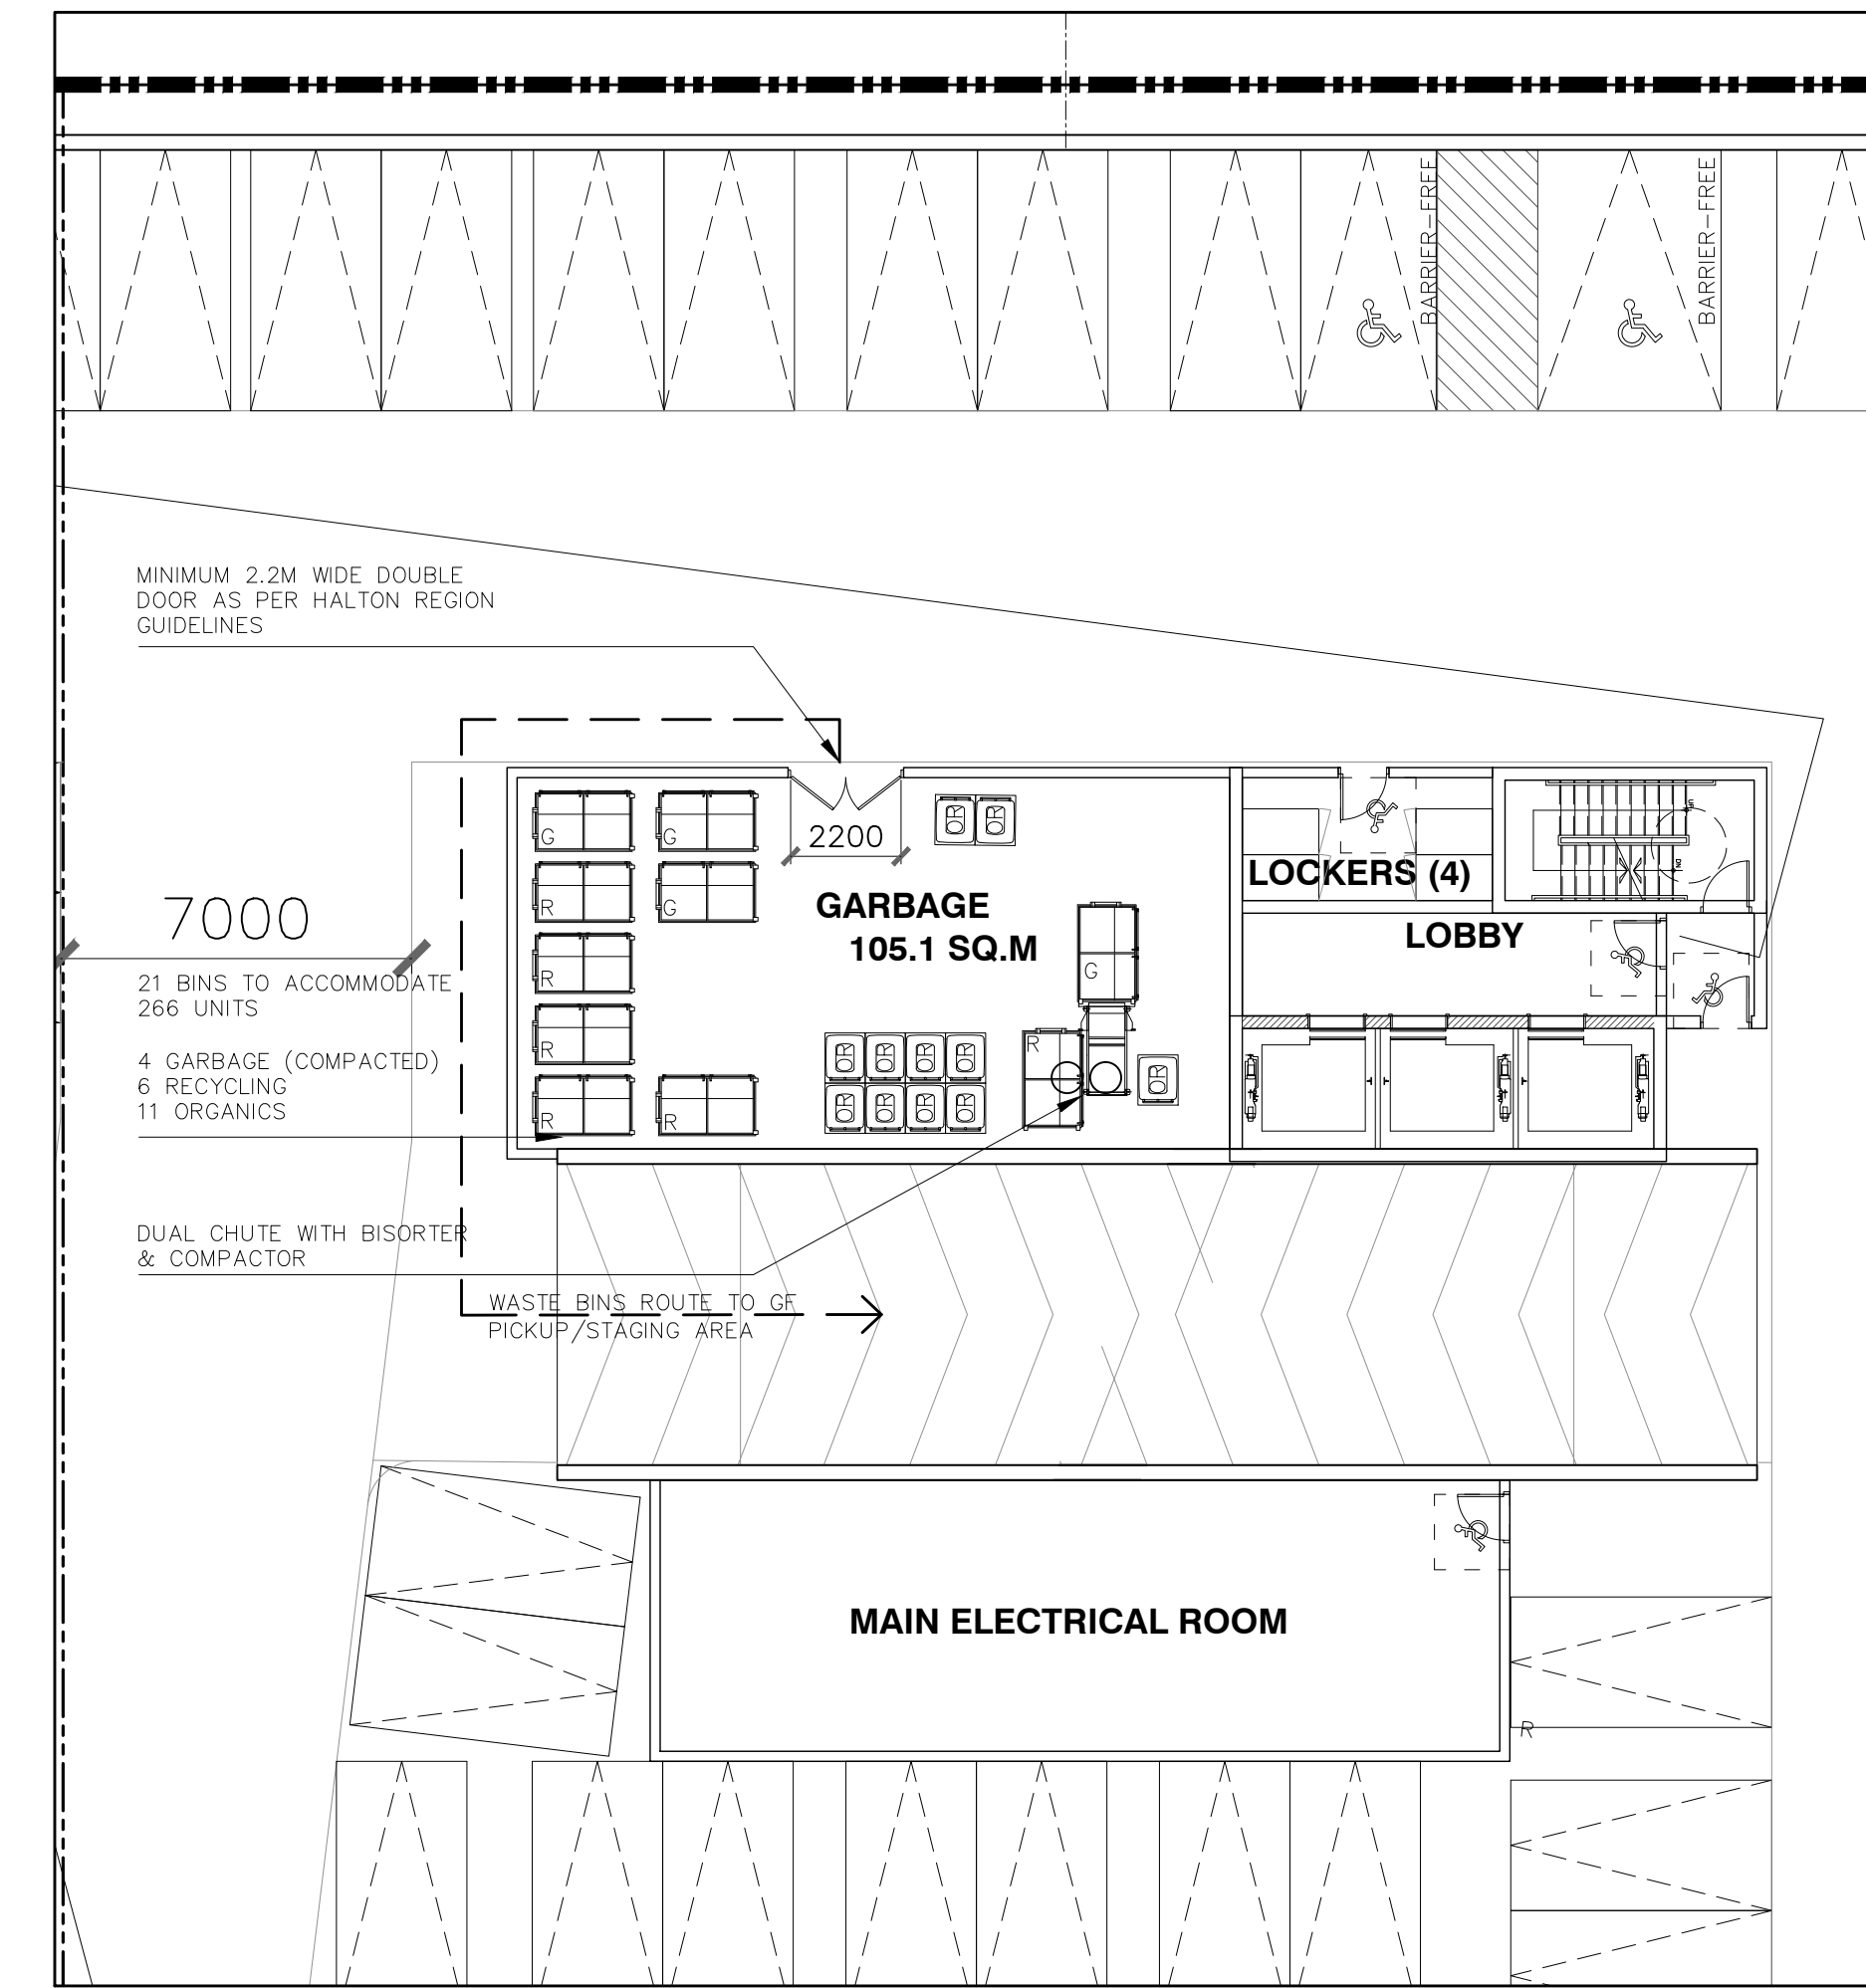 BARRIER-FREE
BARRIER-FREE
MINIMUM 2.2M WIDE DOUBLE
DOOR AS PER HALTON REGION
GUIDELINES
2200
G
G
R
G
R
R
R
R
GARBAGE
105.1 SQ.M
G
R
LOCKERS (4)
UP
DN
LOBBY
7000
21 BINS TO ACCOMMODATE
266 UNITS
4 GARBAGE (COMPACTED)
6 RECYCLING
11 ORGANICS
DUAL CHUTE WITH BISORTER
& COMPACTOR
WASTE BINS ROUTE TO GF
PICKUP/STAGING AREA
MAIN ELECTRICAL ROOM
R